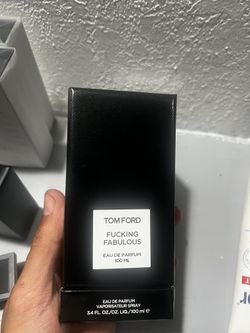 TOM FORD
FUCKING
FABULOUS
EAU DE PARFUM
100 ML
EAU DE PARFUM
VAPORISATEUR SPRAY
3.4 FL. OZ./OZ. LIQ./100 ml ℮